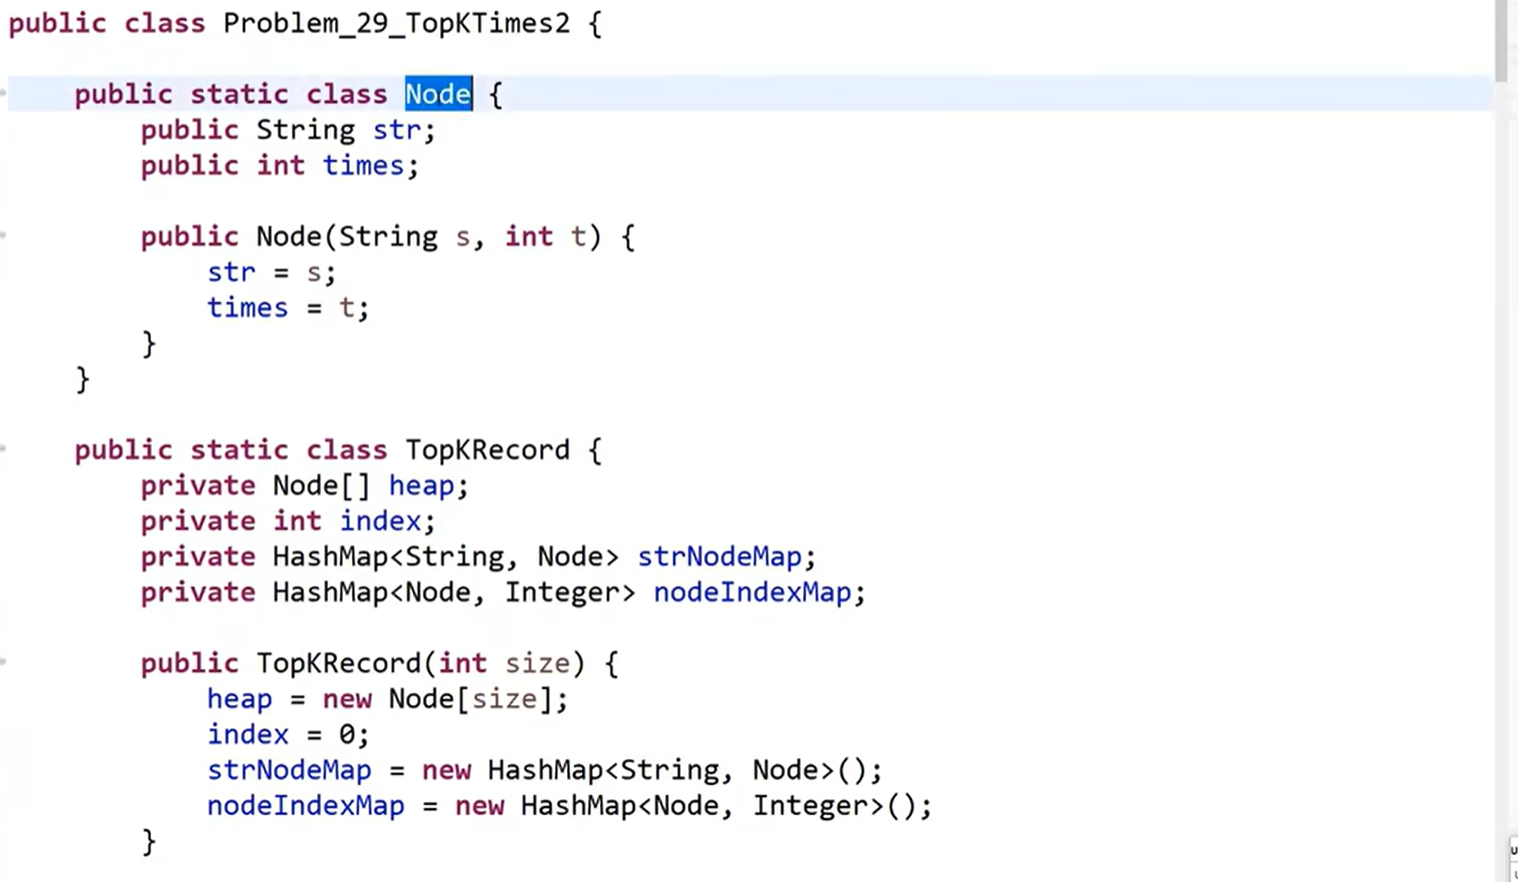 public class Problem_29_TopKTimes2 {
public static class Node {
public String str;
public int times;
public Node(String s, int t) {
str = s;
times = t;
}
}
public static class TopKRecord {
private Node[] heap;
private int index;
private HashMap<String, Node> strNodeMap;
private HashMap<Node, Integer> nodeIndexMap;
public TopKRecord(int size) {
heap = new Node[size];
index = 0;
strNodeMap = new HashMap<String, Node>();
nodeIndexMap = new HashMap<Node, Integer>();
}